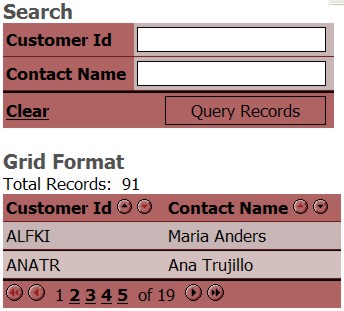 Search
Customer Id
Contact Name
Clear Query Records
Grid Format
Total Records: 91
Customer Id Contact Name
ALFKI Maria Anders
ANATR Ana Trujillo
1 2 3 4 5 of 19